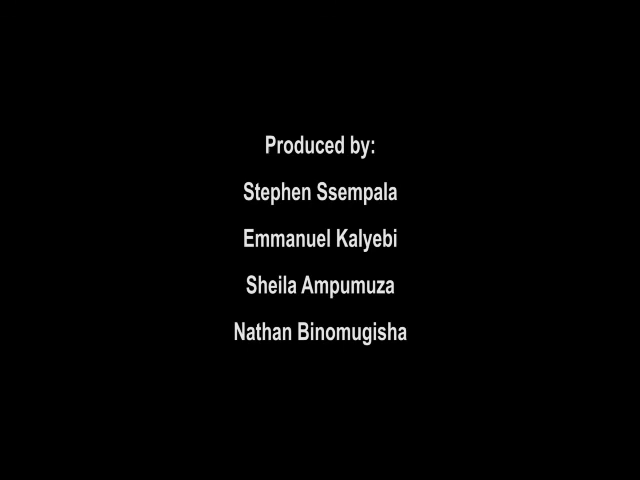 Produced by:
Stephen Ssempala
Emmanuel Kalyebi
Sheila Ampumuza
Nathan Binomugisha